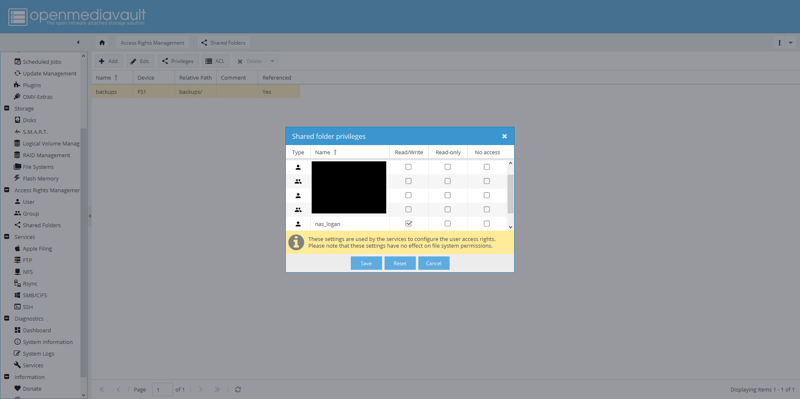 openmediavault
The open network attached storage solution
Access Rights Management
Shared Folders
Add
Edit
Privileges
ACL
Delete
Name
Device
Relative Path
Comment
Referenced
backups
FS1
backups/
Yes
Scheduled Jobs
Update Management
Plugins
OMV-Extras
Storage
Disks
S.M.A.R.T.
Logical Volume Manag
RAID Management
File Systems
Flash Memory
Access Rights Managemen
User
Group
Shared Folders
Services
Apple Filing
FTP
NFS
Rsync
SMB/CIFS
SSH
Diagnostics
Dashboard
System Information
System Logs
Services
Information
Donate
Shared folder privileges
Type
Name
Read/Write
Read-only
No access
nas_logan
These settings are used by the services to configure the user access rights.
Please note that these settings have no effect on file system permissions.
Save
Reset
Cancel
Page
1
of 1
Displaying items 1 - 1 of 1